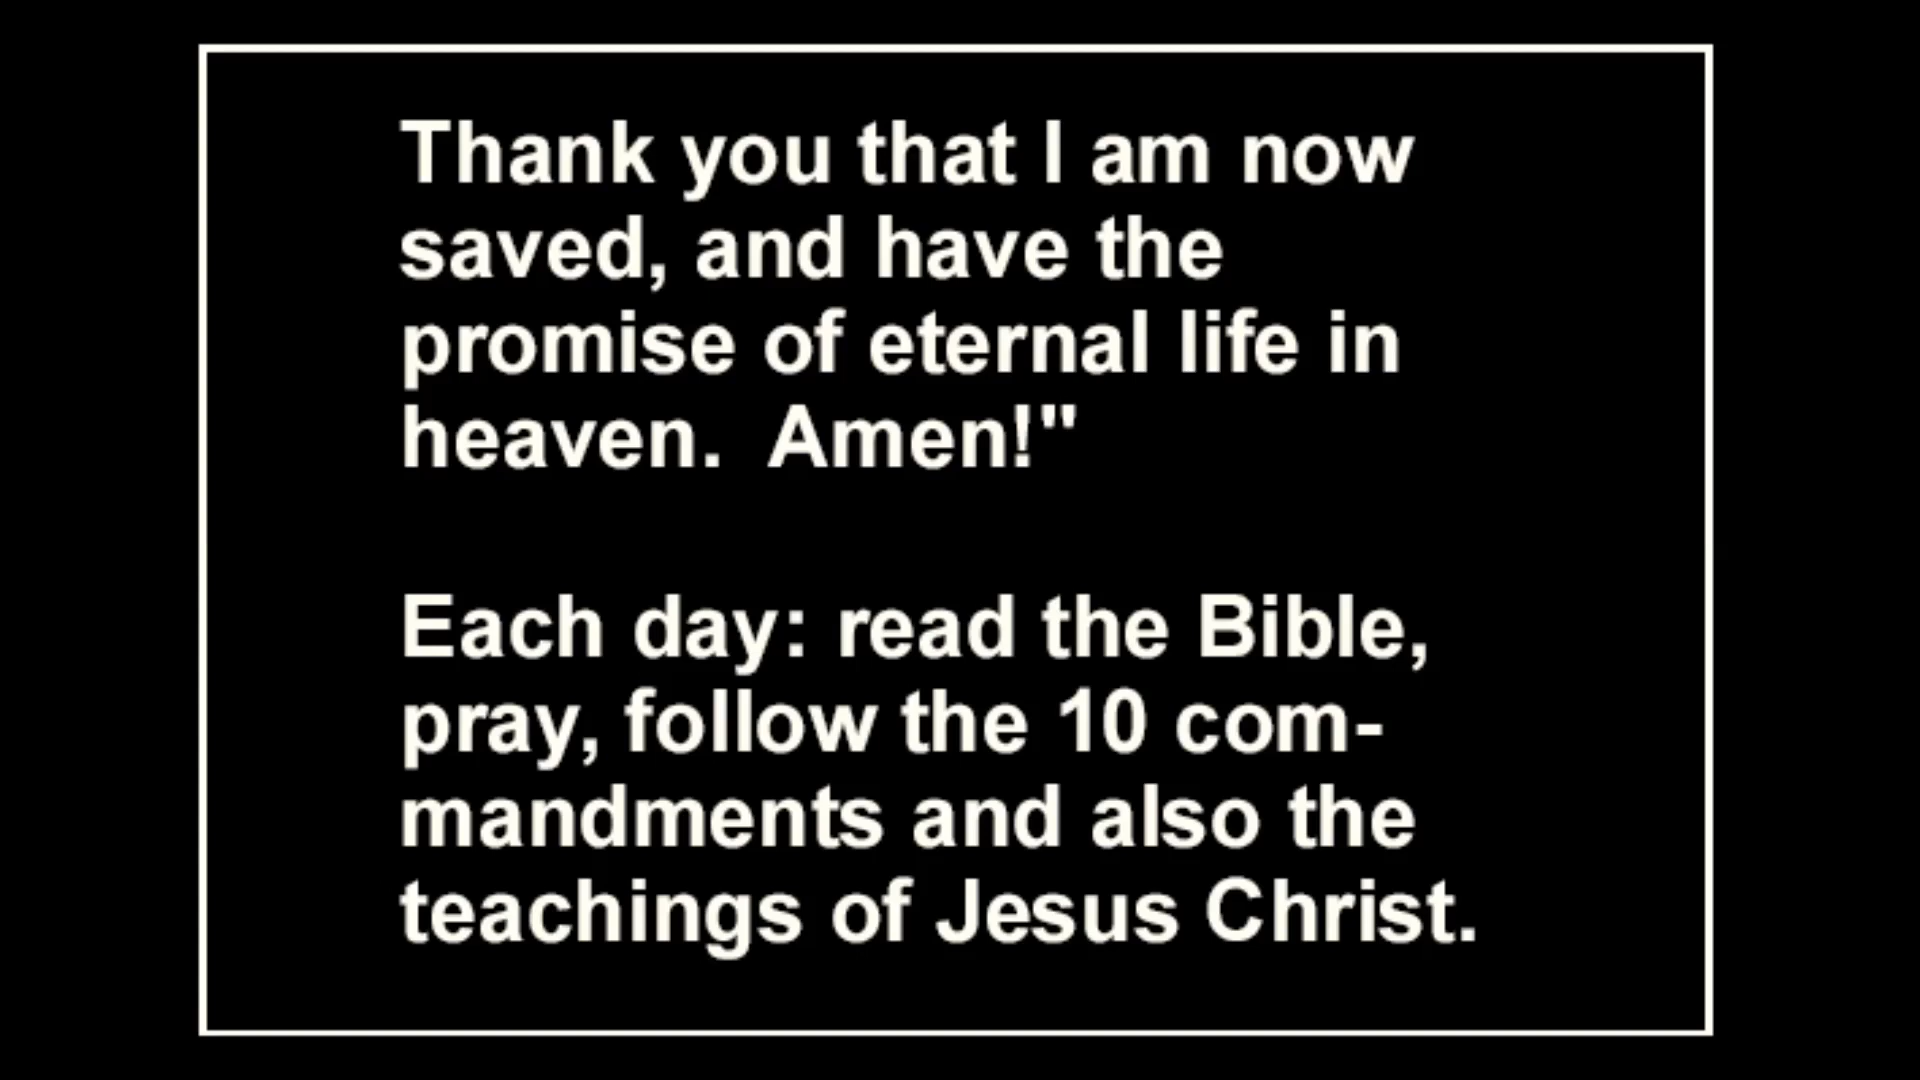 Thank you that I am now
saved, and have the
promise of eternal life in
heaven.  Amen!"
Each day: read the Bible,
pray, follow the 10 com-
mandments and also the
teachings of Jesus Christ.